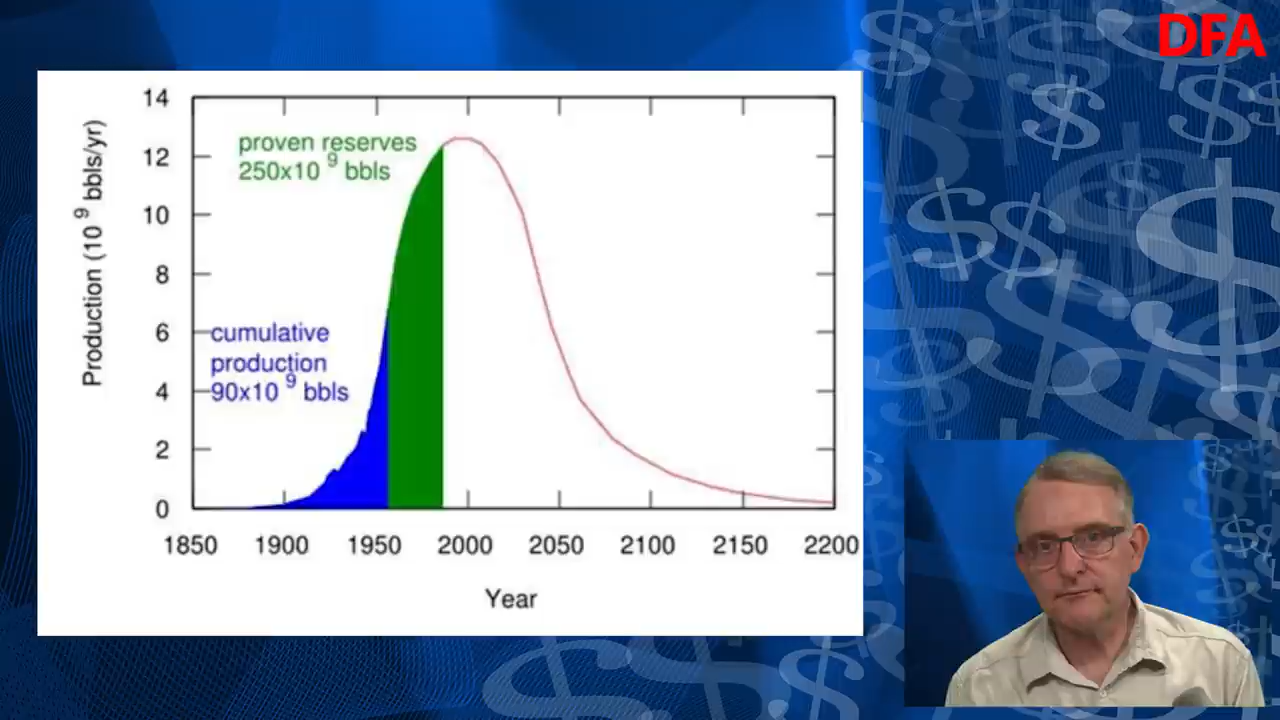 DFA
14
12
10
8
6
4
2
0
Production (10 9 bbls/yr)
proven reserves
250x10 9 bbls
cumulative
production
90x10 9 bbls
1850 1900 1950 2000 2050 2100 2150 2200
Year